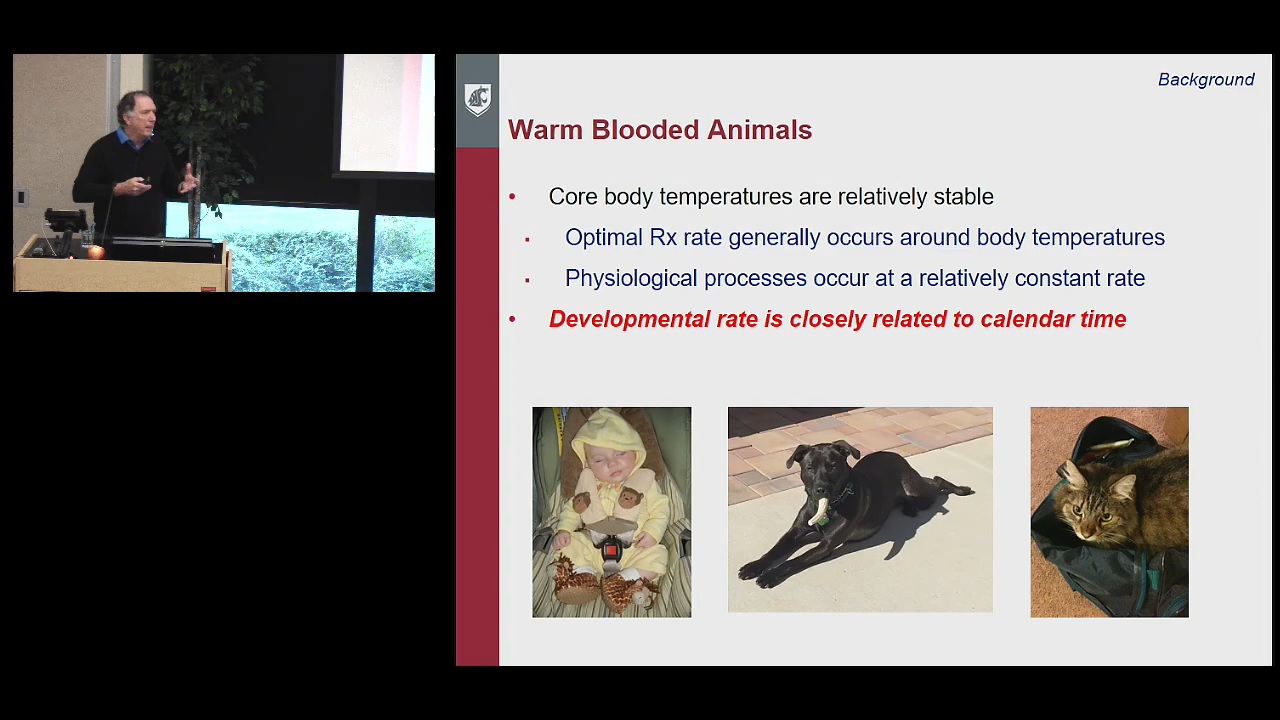 Background
Warm Blooded Animals
• Core body temperatures are relatively stable
▪ Optimal Rx rate generally occurs around body temperatures
▪ Physiological processes occur at a relatively constant rate
• Developmental rate is closely related to calendar time